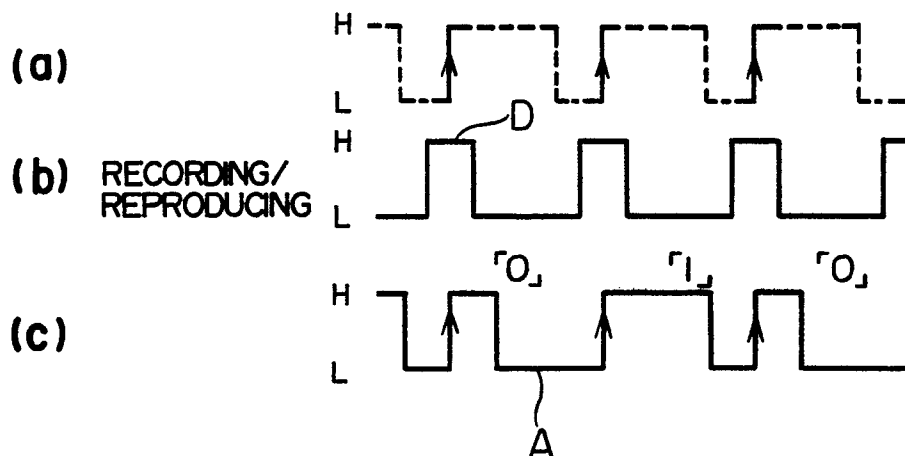 (a)
H
L
D
(b) RECORDING/
REPRODUCING
H
L
「0」 「1」 「0」
(c)
H
L
A